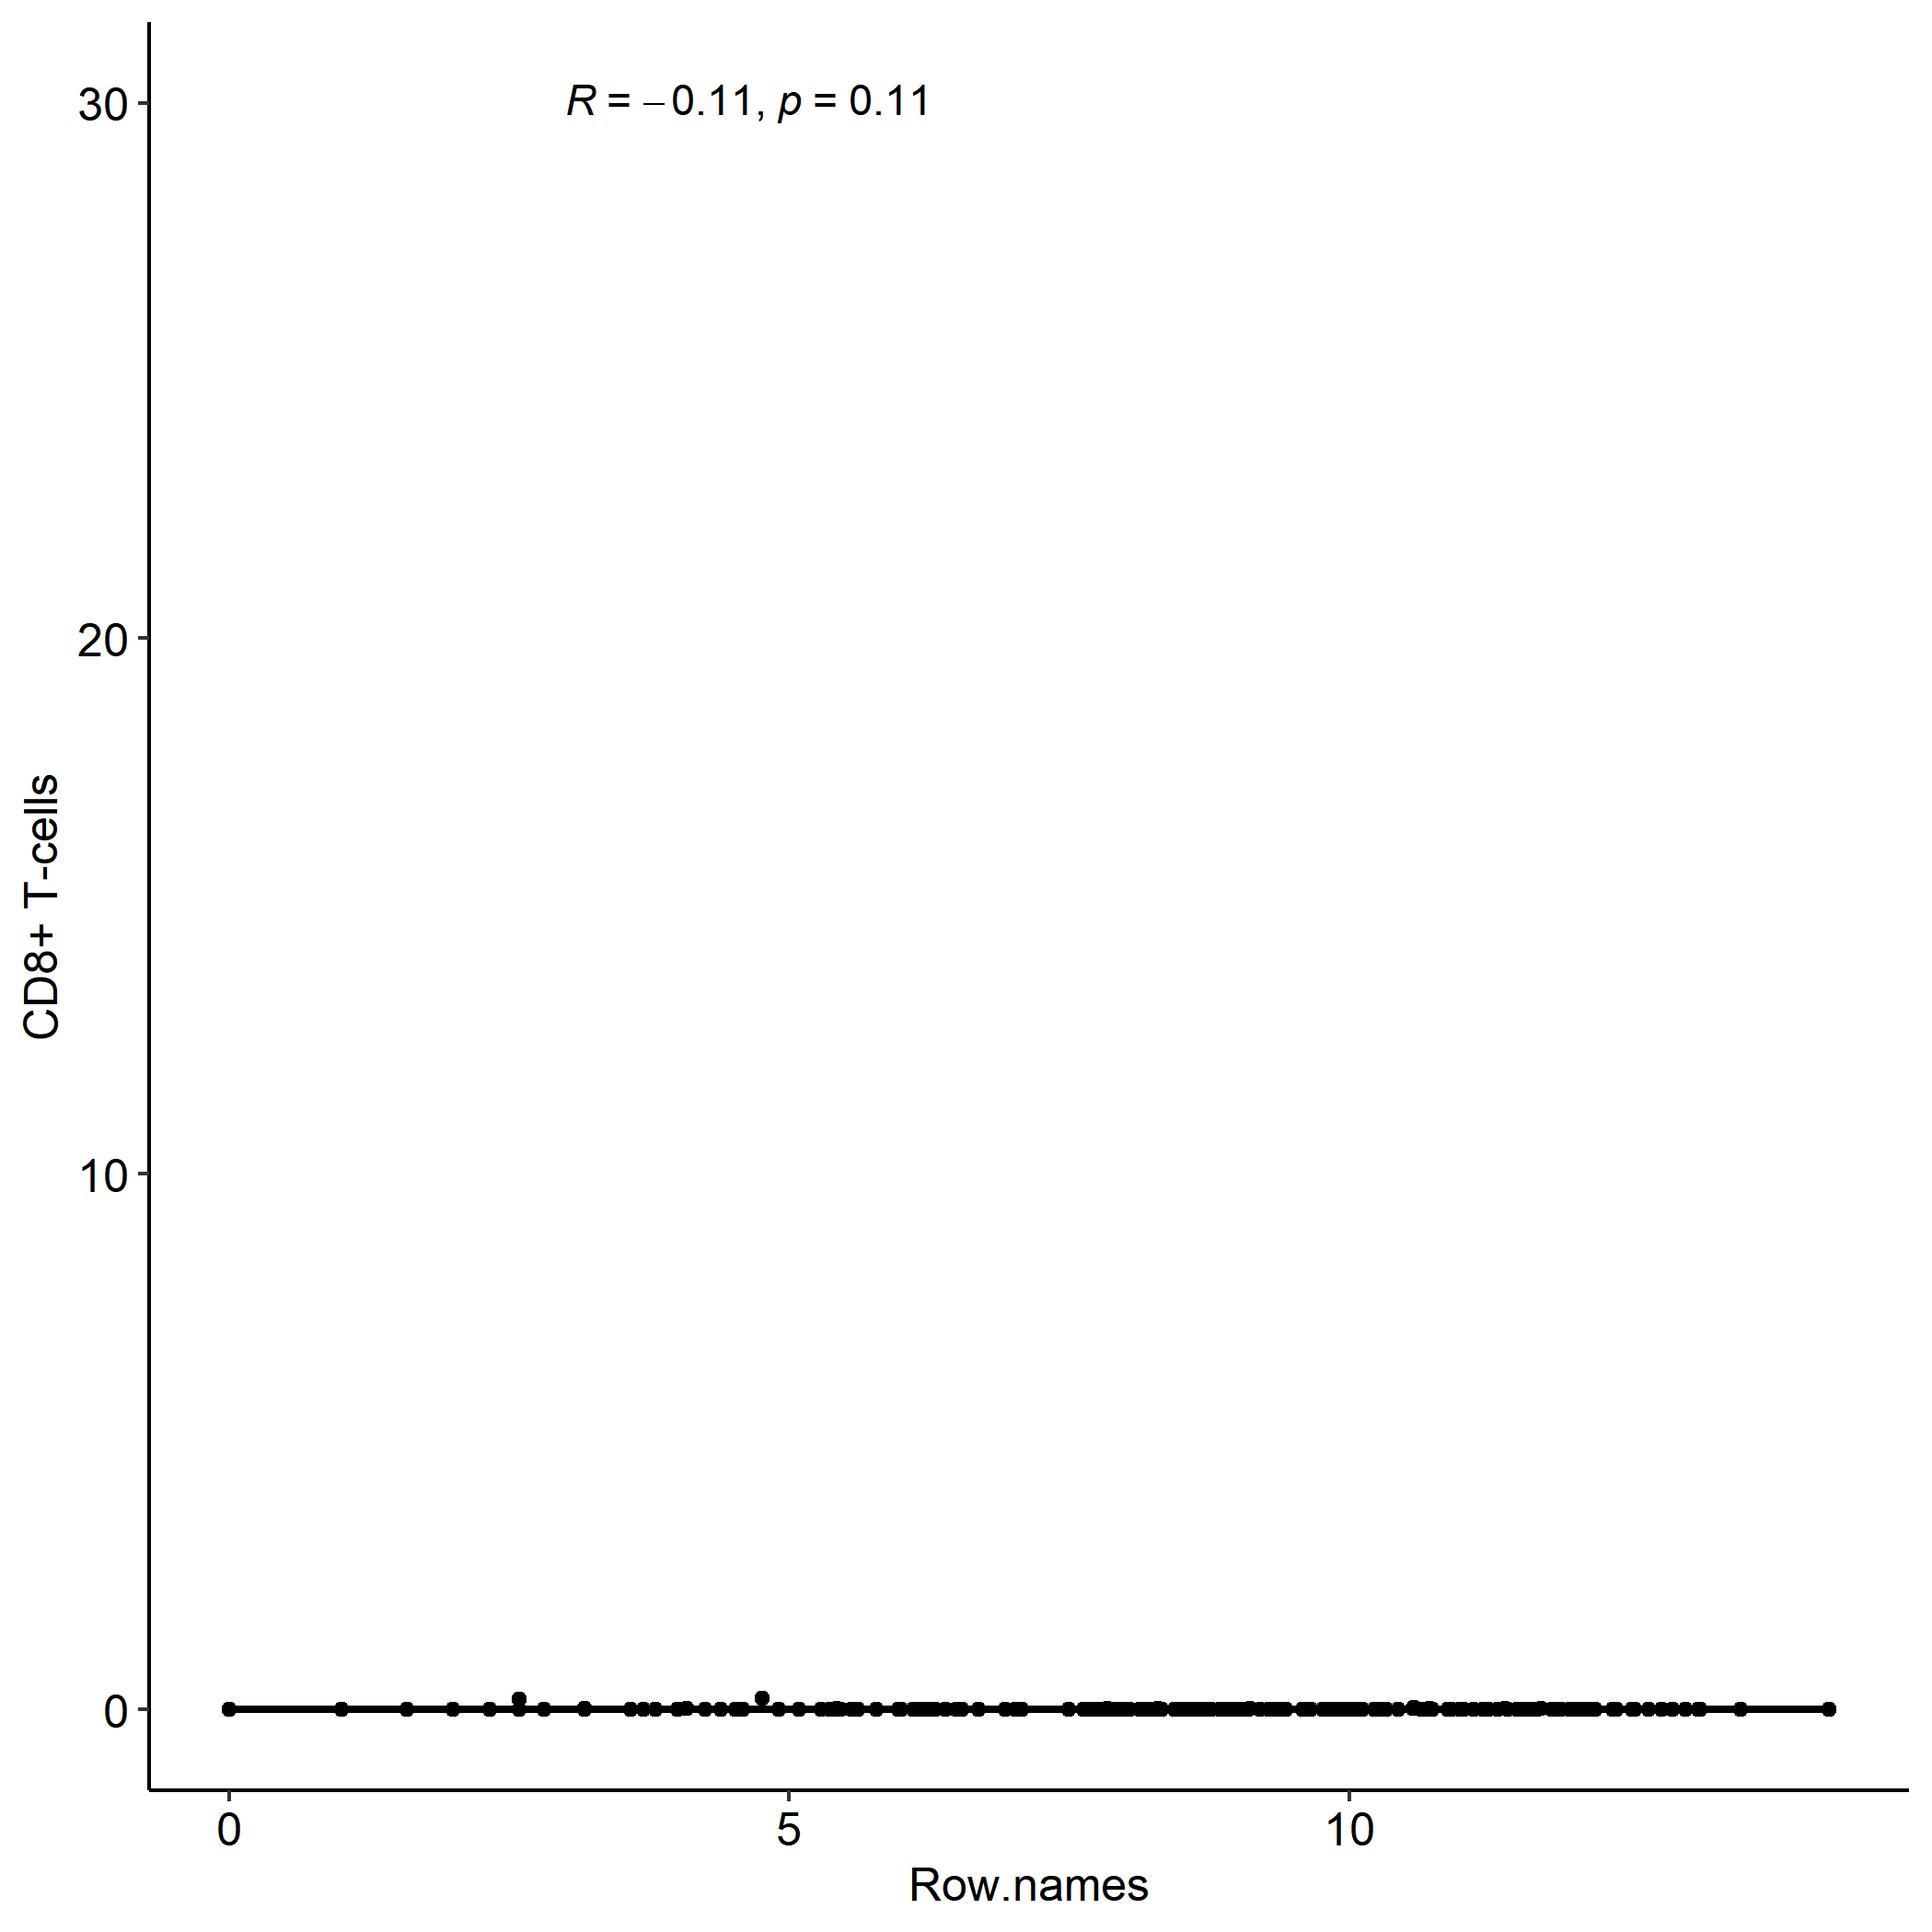 R = −0.11, p = 0.11
30
20
10
0
CD8+ T-cells
0 5 10
Row.names